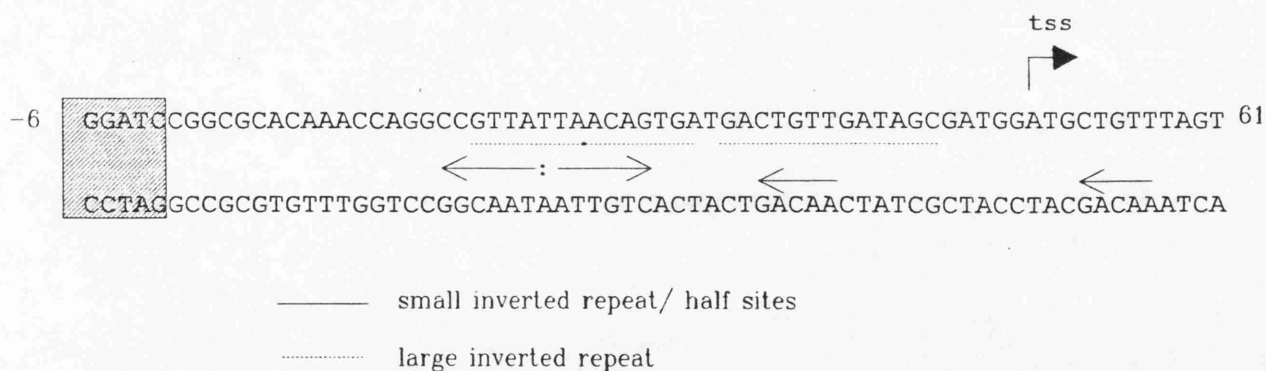 tss
-6 GGATCCGGCGCACAAACCAGGCCGTTATTAACAGTGATGACTGTTGATAGCGATGGATGCTGTTTAGT 61
:
CCTAGGCCGCGTGTTTGGTCCGGCAATAATTGTCACTACTGACAACTATCGCTACCTACGACAAATCA
small inverted repeat/ half sites
large inverted repeat